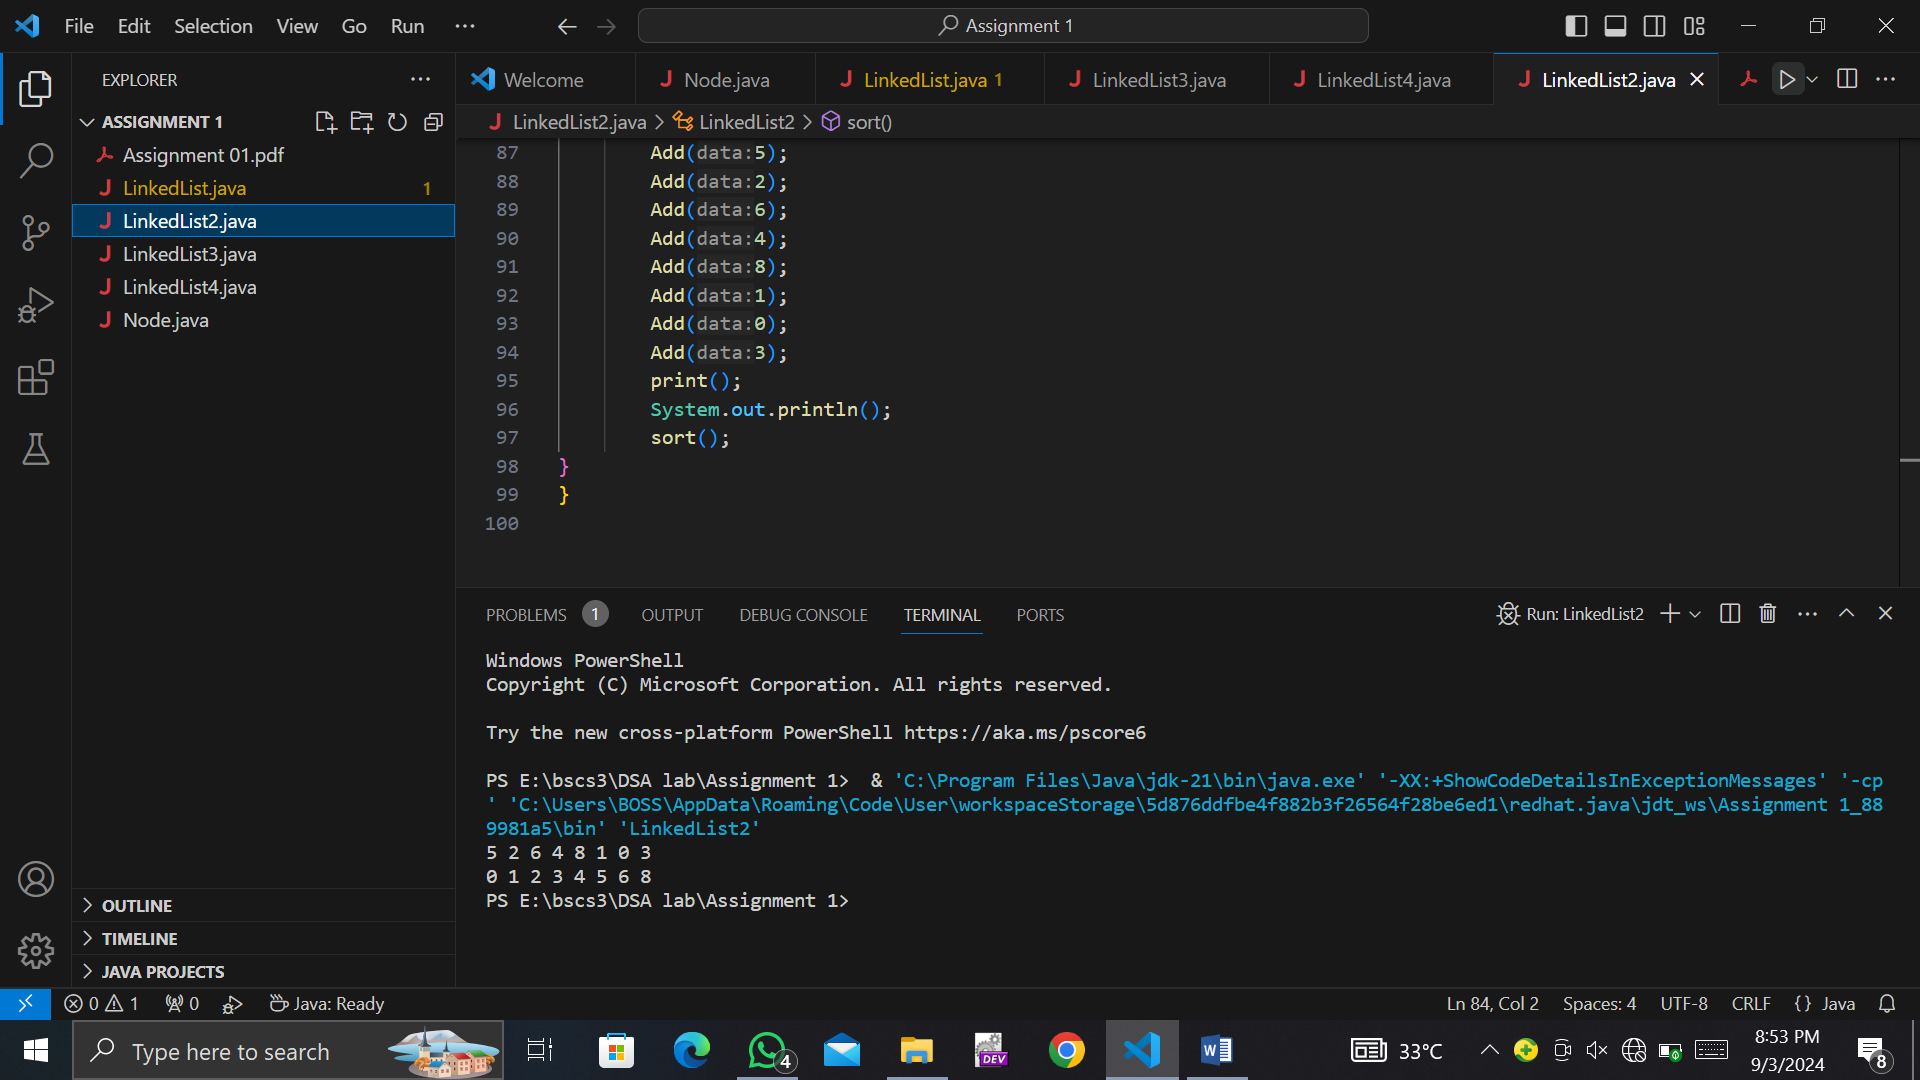 File Edit Selection View Go Run ···
Assignment 1
EXPLORER
Welcome
Node.java
LinkedList.java 1
LinkedList3.java
LinkedList4.java
LinkedList2.java
ASSIGNMENT 1
Assignment 01.pdf
LinkedList.java 1
LinkedList2.java
LinkedList3.java
LinkedList4.java
Node.java
LinkedList2.java > LinkedList2 > sort()
87 Add(data:5);
88 Add(data:2);
89 Add(data:6);
90 Add(data:4);
91 Add(data:8);
92 Add(data:1);
93 Add(data:0);
94 Add(data:3);
95 print();
96 System.out.println();
97 sort();
98 }
99 }
100
PROBLEMS 1 OUTPUT DEBUG CONSOLE TERMINAL PORTS
Run: LinkedList2
Windows PowerShell
Copyright (C) Microsoft Corporation. All rights reserved.
Try the new cross-platform PowerShell https://aka.ms/pscore6
PS E:\bscs3\DSA lab\Assignment 1>  & 'C:\Program Files\Java\jdk-21\bin\java.exe' '-XX:+ShowCodeDetailsInExceptionMessages' '-cp
' 'C:\Users\BOSS\AppData\Roaming\Code\User\workspaceStorage\5d876ddfbe4f882b3f26564f28be6ed1\redhat.java\jdt_ws\Assignment 1_88
9981a5\bin' 'LinkedList2'
5 2 6 4 8 1 0 3
0 1 2 3 4 5 6 8
PS E:\bscs3\DSA lab\Assignment 1>
OUTLINE
TIMELINE
JAVA PROJECTS
0 1 0 Java: Ready
Ln 84, Col 2 Spaces: 4 UTF-8 CRLF {} Java
Type here to search
4
DEV
W
33°C
8:53 PM
9/3/2024
8